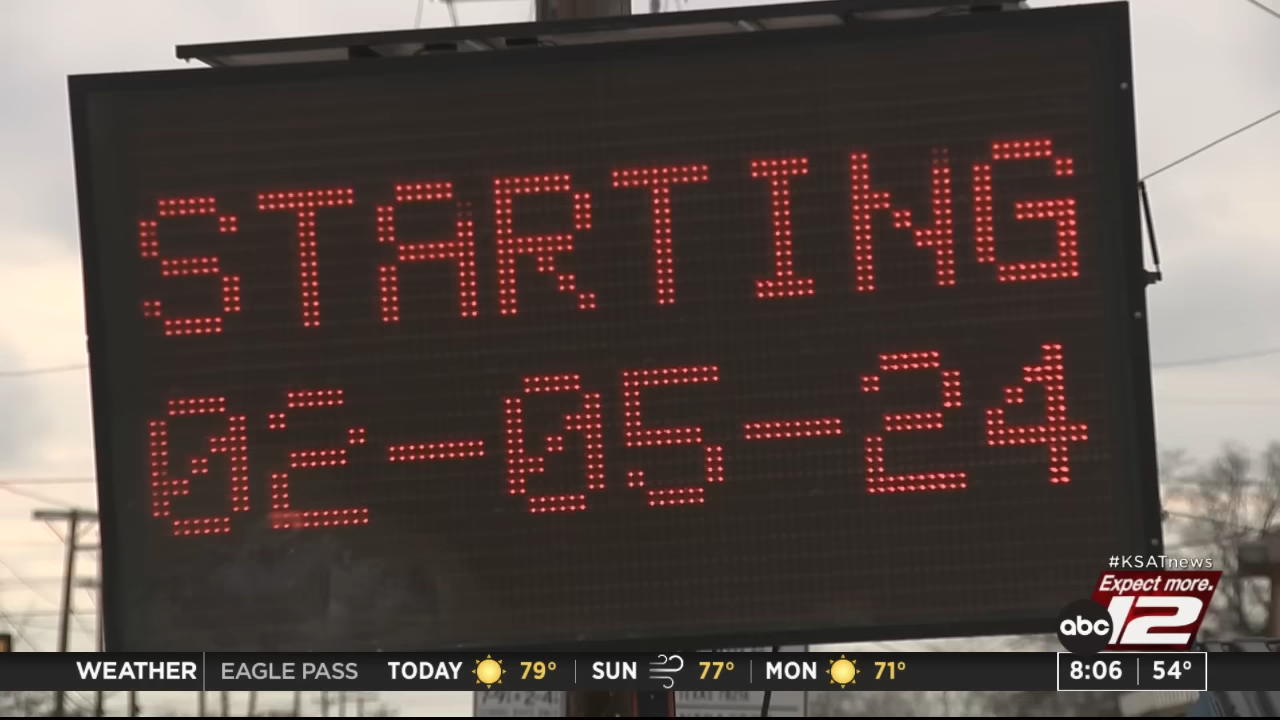 STARTING
02-05-24
#KSATnews
Expect more.
abc 12
WEATHER EAGLE PASS TODAY 79° SUN 77° MON 71° 8:06 54°